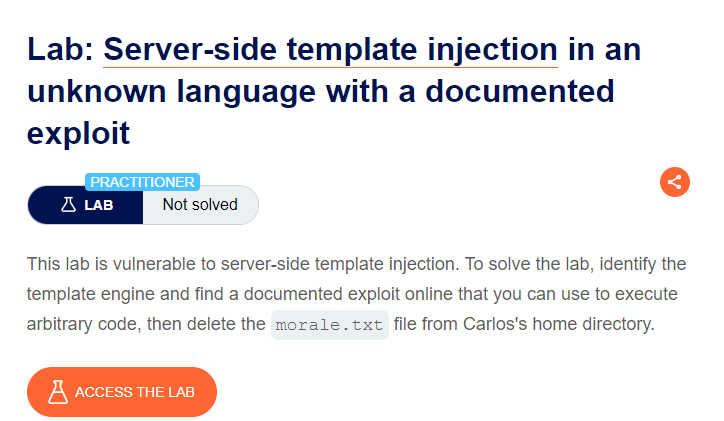 Lab: Server-side template injection in an
unknown language with a documented
exploit
PRACTITIONER
LAB Not solved
This lab is vulnerable to server-side template injection. To solve the lab, identify the
template engine and find a documented exploit online that you can use to execute
arbitrary code, then delete the morale.txt file from Carlos's home directory.
ACCESS THE LAB